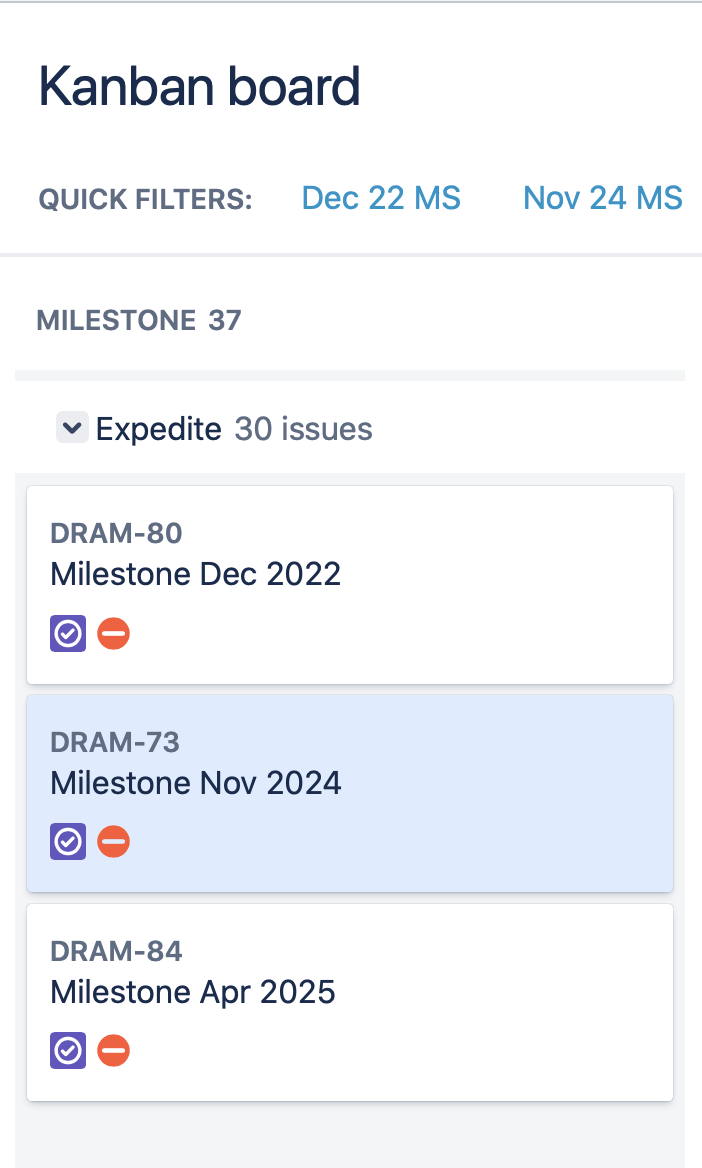 Kanban board
QUICK FILTERS: Dec 22 MS Nov 24 MS
MILESTONE 37
Expedite 30 issues
DRAM-80
Milestone Dec 2022
DRAM-73
Milestone Nov 2024
DRAM-84
Milestone Apr 2025